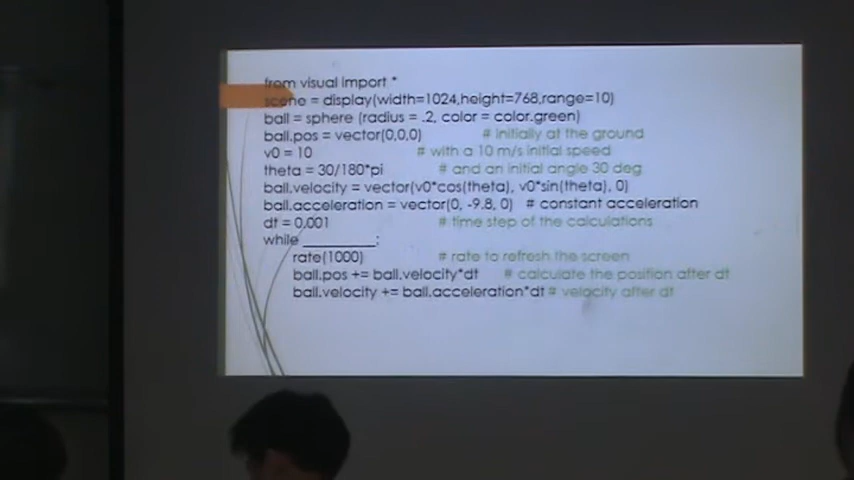 from visual import *
scene = display(width=1024,height=768,range=10)
ball = sphere (radius = .2, color = color.green)
ball.pos = vector(0,0,0) # initially at the ground
v0 = 10 # with a 10 m/s initial speed
theta = 30/180*pi # and an initial angle 30 deg
ball.velocity = vector(v0*cos(theta), v0*sin(theta), 0)
ball.acceleration = vector(0, -9.8, 0) # constant acceleration
dt = 0.001 # time step of the calculations
while __________:
rate(1000) # rate to refresh the screen
ball.pos += ball.velocity*dt # calculate the position after dt
ball.velocity += ball.acceleration*dt # velocity after dt